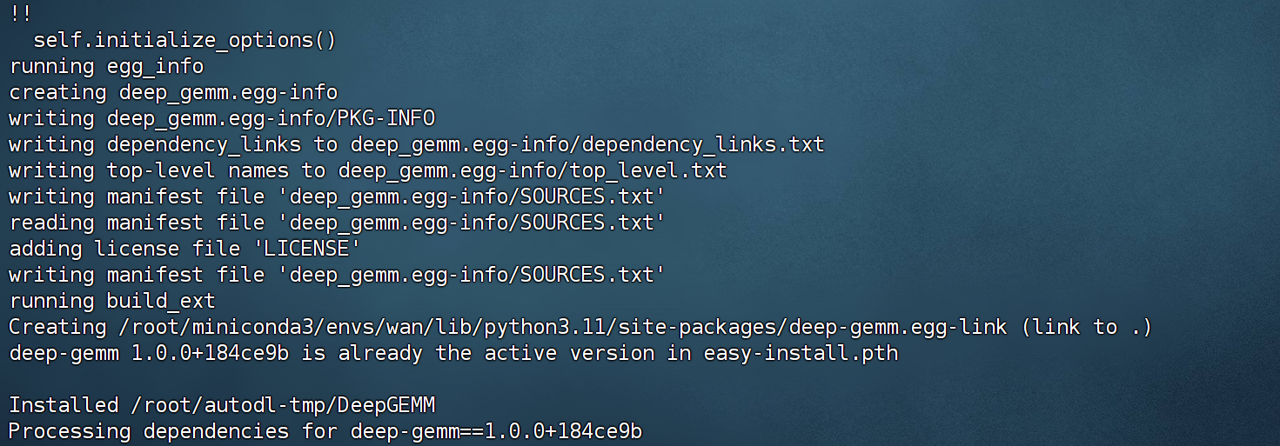 !!
  self.initialize_options()
running egg_info
creating deep_gemm.egg-info
writing deep_gemm.egg-info/PKG-INFO
writing dependency_links to deep_gemm.egg-info/dependency_links.txt
writing top-level names to deep_gemm.egg-info/top_level.txt
writing manifest file 'deep_gemm.egg-info/SOURCES.txt'
reading manifest file 'deep_gemm.egg-info/SOURCES.txt'
adding license file 'LICENSE'
writing manifest file 'deep_gemm.egg-info/SOURCES.txt'
running build_ext
Creating /root/miniconda3/envs/wan/lib/python3.11/site-packages/deep-gemm.egg-link (link to .)
deep-gemm 1.0.0+184ce9b is already the active version in easy-install.pth

Installed /root/autodl-tmp/DeepGEMM
Processing dependencies for deep-gemm==1.0.0+184ce9b